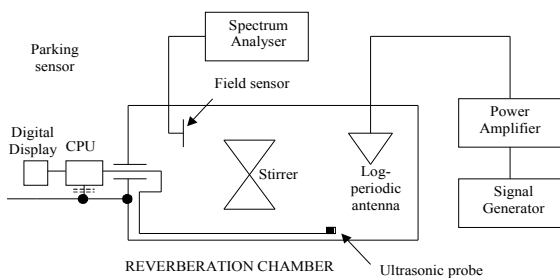 Spectrum
Analyser
Parking
sensor
Field sensor
Power
Amplifier
Digital
Display
CPU
Stirrer
Log-
periodic
antenna
Signal
Generator
REVERBERATION CHAMBER
Ultrasonic probe